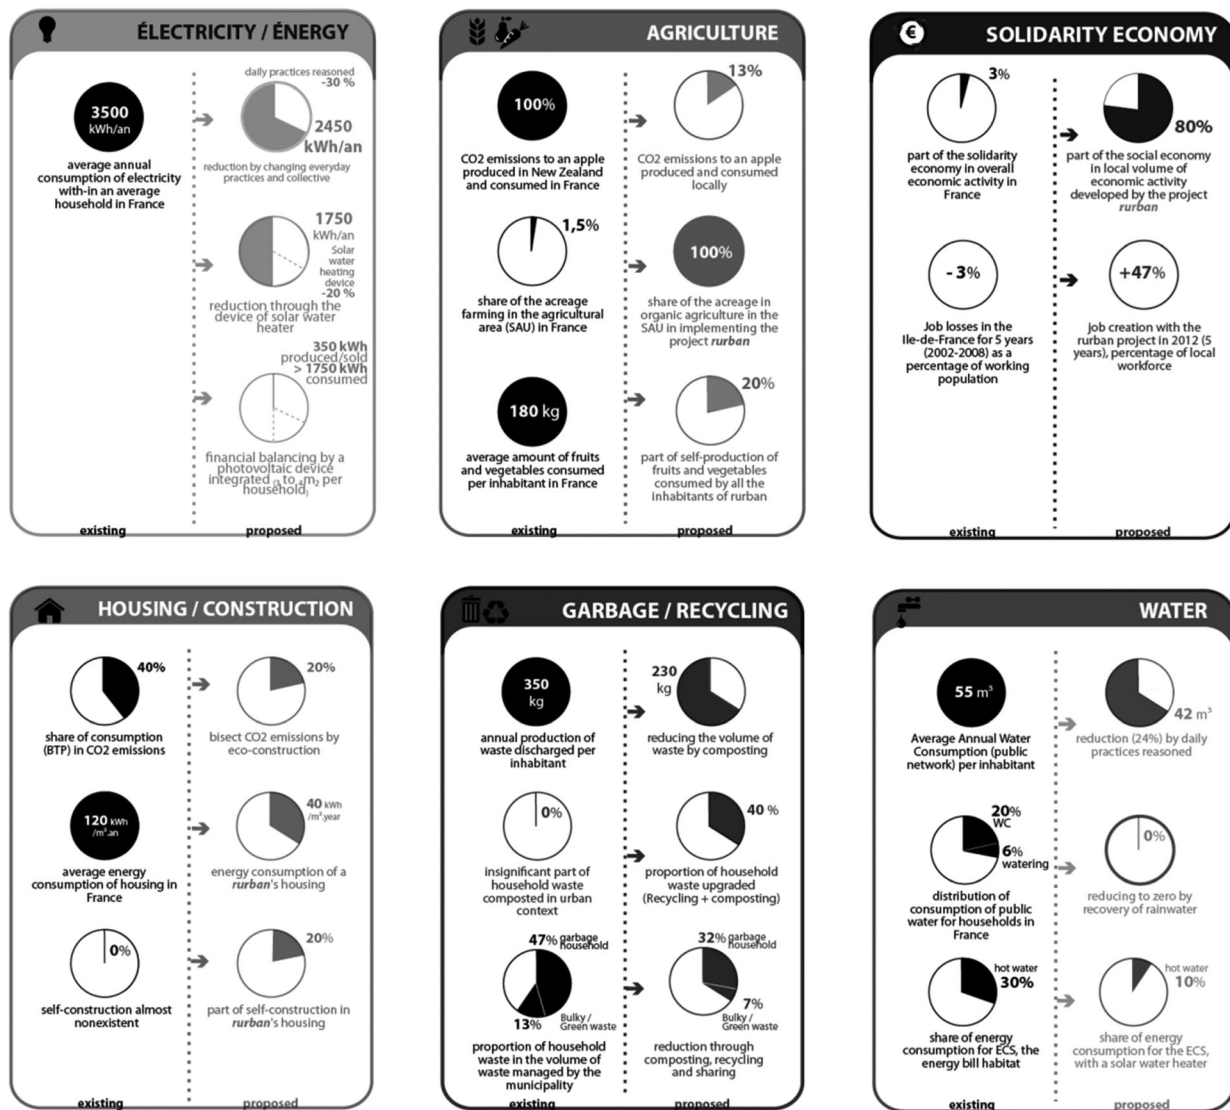 ÉLECTRICITY / ÉNERGY
3500
kWh/an
average annual
consumption of electricity
with-in an average
household in France
daily practices reasoned
-30 %
2450
kWh/an
reduction by changing everyday
practices and collective
1750
kWh/an
Solar
water
heating
device
-20 %
reduction through the
device of solar water
heater
350 kWh
produced/sold
> 1750 kWh
consumed
financial balancing by a
photovoltaic device
integrated (3 to 4m2 per
household)
existing
proposed
AGRICULTURE
100%
CO2 emissions to an apple
produced in New Zealand
and consumed in France
13%
CO2 emissions to an apple
produced and consumed
locally
1,5%
share of the acreage
farming in the agricultural
area (SAU) in France
100%
share of the acreage in
organic agriculture in the
SAU in implementing the
project rurban
180 kg
average amount of fruits
and vegetables consumed
per inhabitant in France
20%
part of self-production of
fruits and vegetables
consumed by all the
inhabitants of rurban
existing
proposed
€
SOLIDARITY ECONOMY
3%
part of the solidarity
economy in overall
economic activity in
France
80%
part of the social economy
in local volume of
economic activity
developed by the project
rurban
- 3%
Job losses in the
Ile-de-France for 5 years
(2002-2008) as a
percentage of working
population
+47%
job creation with the
rurban project in 2012 (5
years), percentage of local
workforce
existing
proposed
HOUSING / CONSTRUCTION
40%
share of consumption
(BTP) in CO2 emissions
20%
bisect CO2 emissions by
eco-construction
120 kWh
/m².an
average energy
consumption of housing in
France
40 kWh
/m².year
energy consumption of a
rurban's housing
0%
self-construction almost
nonexistent
20%
part of self-construction in
rurban's housing
existing
proposed
GARBAGE / RECYCLING
350
kg
annual production of
waste discharged per
inhabitant
230
kg
reducing the volume of
waste by composting
0%
insignificant part of
household waste
composted in urban
context
40 %
proportion of household
waste upgraded
(Recycling + composting)
47% garbage
household
13%
Bulky /
Green waste
proportion of household
waste in the volume of
waste managed by the
municipality
32% garbage
household
7%
Bulky /
Green waste
reduction through
composting, recycling
and sharing
existing
proposed
WATER
55 m³
Average Annual Water
Consumption (public
network) per inhabitant
42 m³
reduction (24%) by daily
practices reasoned
20%
WC
6%
watering
distribution of
consumption of public
water for households in
France
0%
reducing to zero by
recovery of rainwater
hot water
30%
share of energy
consumption for ECS, the
energy bill habitat
hot water
10%
share of energy
consumption for the ECS,
with a solar water heater
existing
proposed